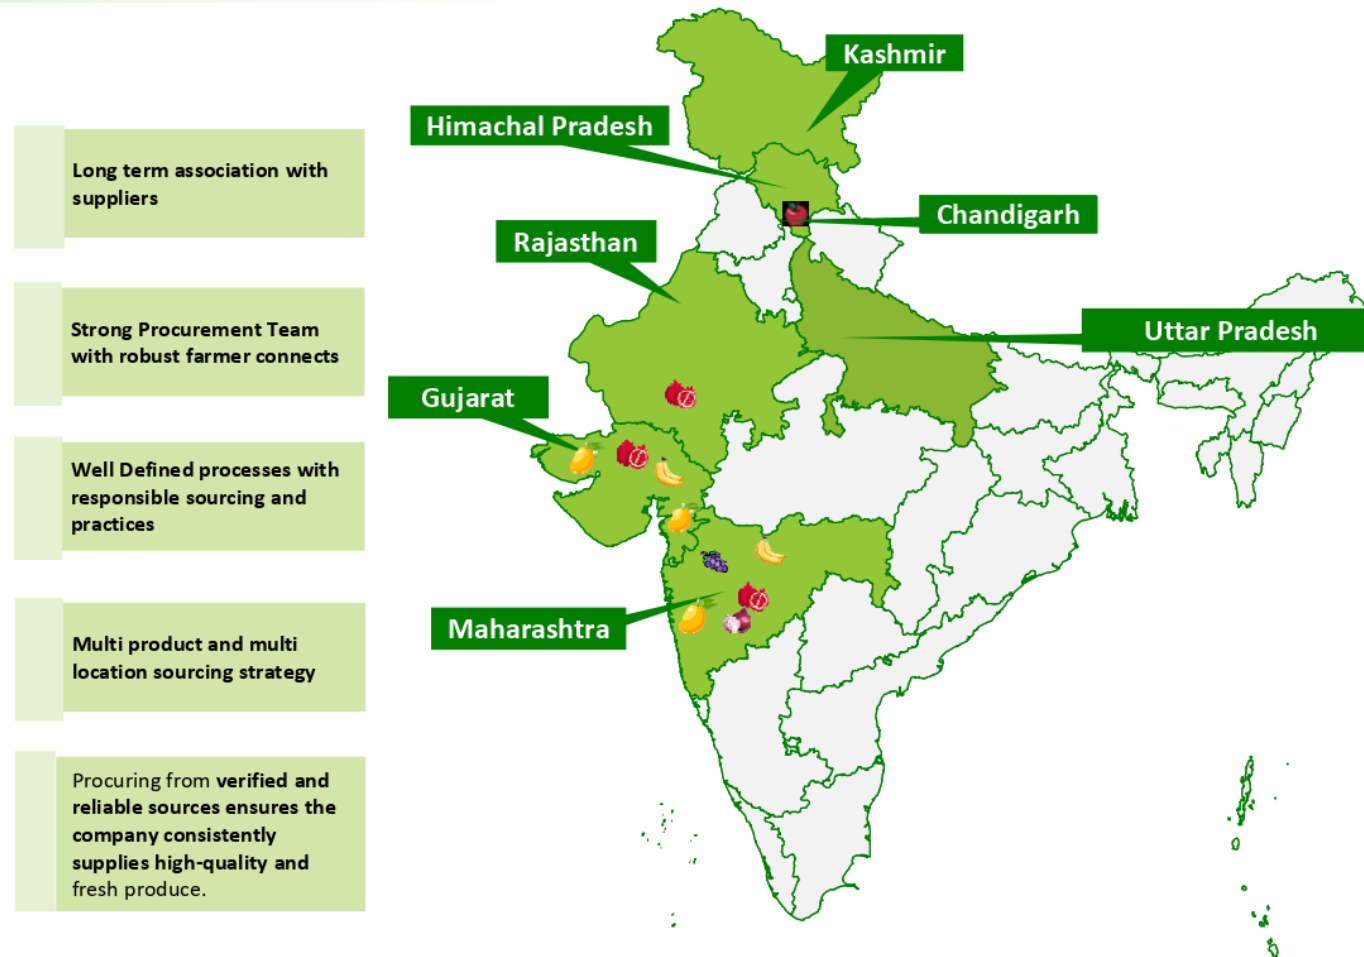 Long term association with
suppliers
Strong Procurement Team
with robust farmer connects
Well Defined processes with
responsible sourcing and
practices
Multi product and multi
location sourcing strategy
Procuring from verified and
reliable sources ensures the
company consistently
supplies high-quality and
fresh produce.
Kashmir
Himachal Pradesh
Chandigarh
Rajasthan
Uttar Pradesh
Gujarat
Maharashtra